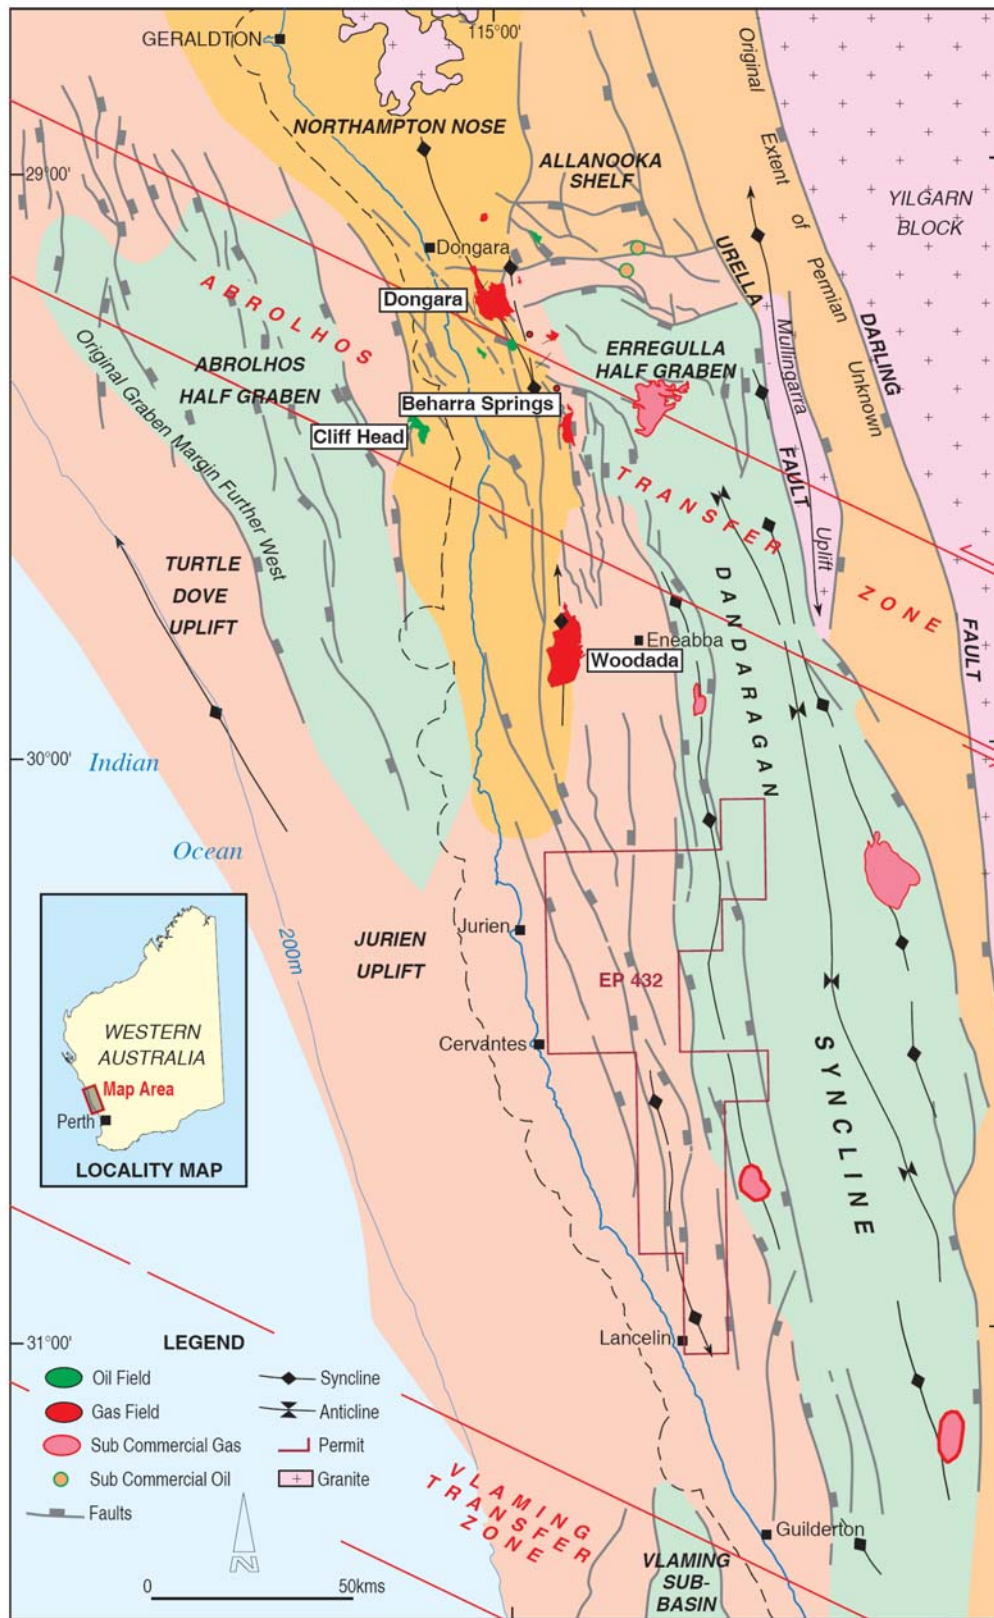 115°00'
GERALDTON
Original Extent of Permian Unknown
NORTHAMPTON NOSE
ALLANOOKA
SHELF
29°00'
YILGARN
BLOCK
Dongara
URELLA
FAULT
Mullingarra
Uplift
DARLING
FAULT
ABROLHOS
TRANSFER
ZONE
Dongara
ABROLHOS
HALF GRABEN
ERREGULLA
HALF GRABEN
Original Graben Margin Further West
Beharra Springs
Cliff Head
TURTLE
DOVE
UPLIFT
DANDARAGAN
SYNCLINE
Eneabba
Woodada
30°00'
Indian
Ocean
200m
Jurien
JURIEN
UPLIFT
EP 432
Cervantes
WESTERN
AUSTRALIA
Map Area
Perth
LOCALITY MAP
Lancelin
31°00'
LEGEND
Oil Field
Syncline
Gas Field
Anticline
Sub Commercial Gas
Permit
Sub Commercial Oil
Granite
Faults
N
0
50kms
VLAMING
TRANSFER
ZONE
Guilderton
VLAMING
SUB-
BASIN